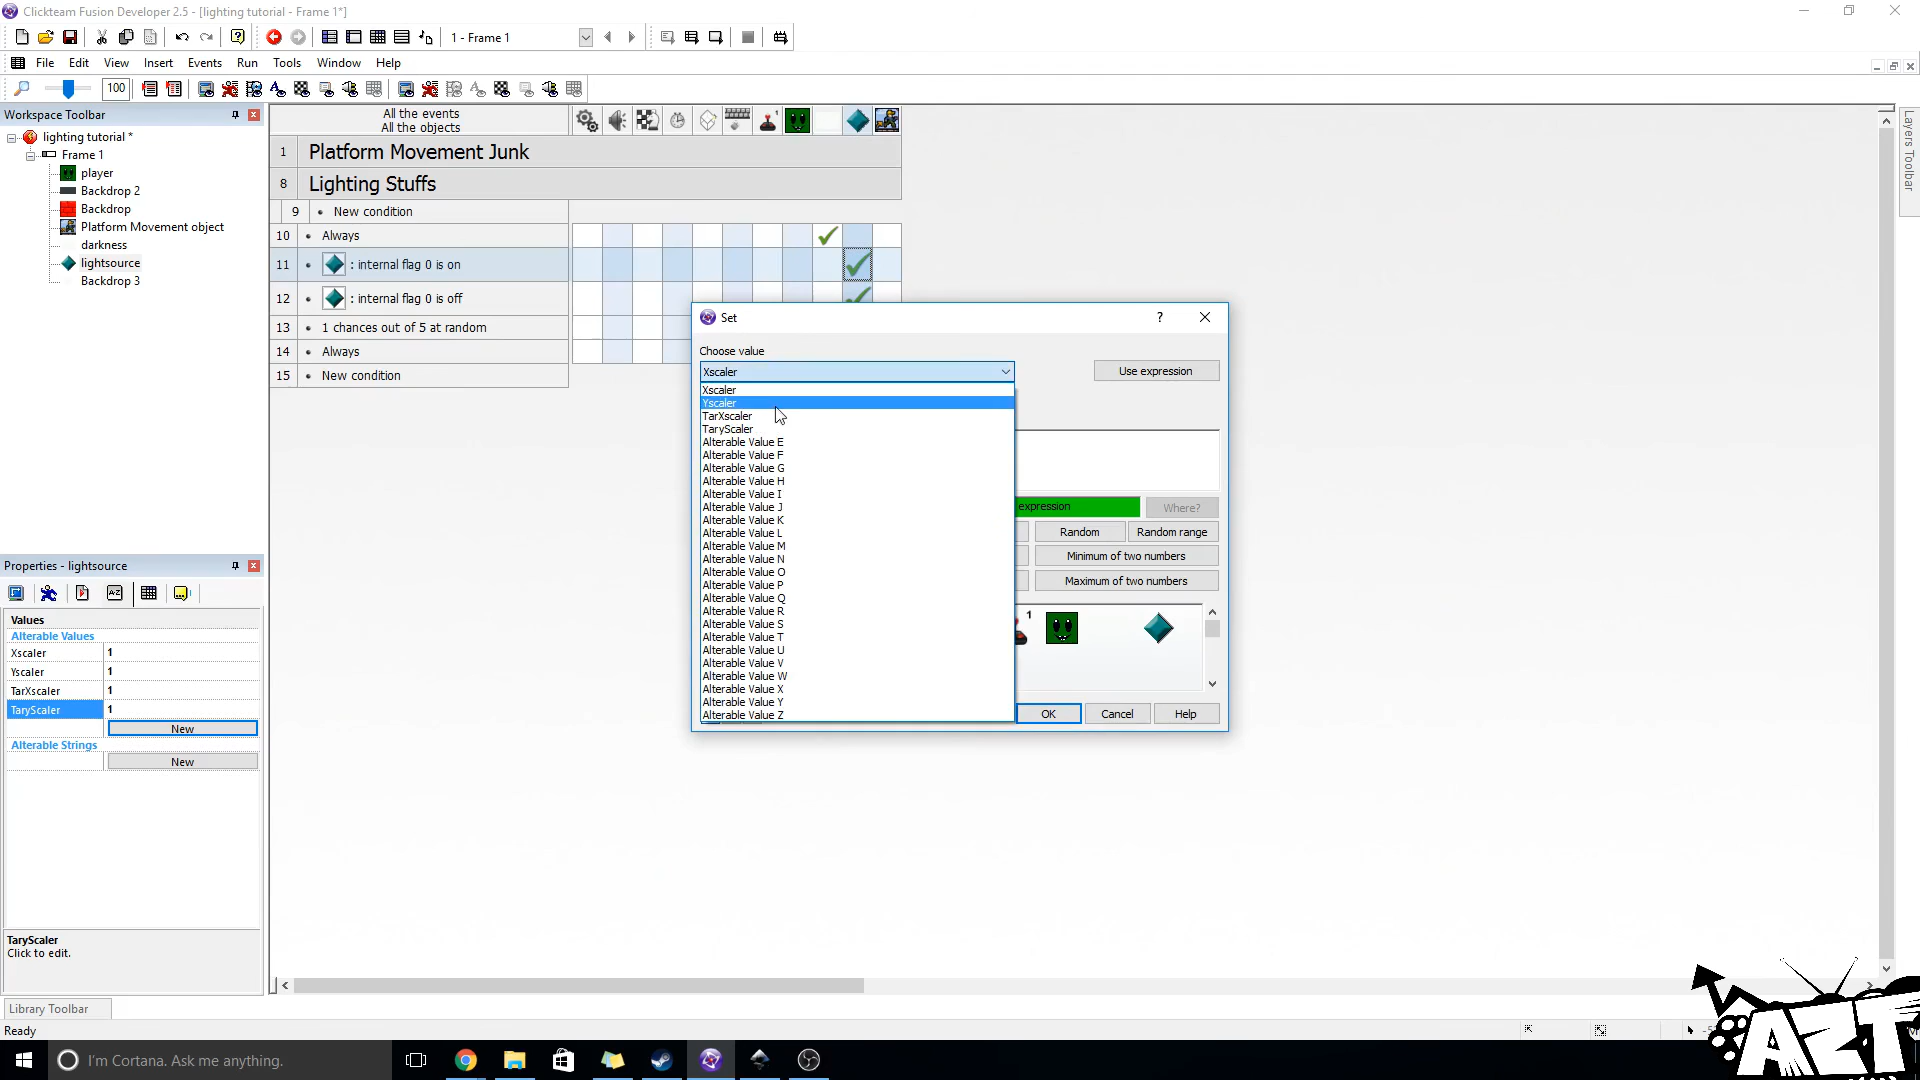 Clickteam Fusion Developer 2.5 - [lighting tutorial - Frame 1*]
1 - Frame 1
File Edit View Insert Events Run Tools Window Help
100
Workspace Toolbar
lighting tutorial *
Frame 1
player
Backdrop 2
Backdrop
Platform Movement object
darkness
lightsource
Backdrop 3
All the events
All the objects
1 Platform Movement Junk
8 Lighting Stuffs
9 • New condition
10 • Always
11 • : internal flag 0 is on
12 • : internal flag 0 is off
13 • 1 chances out of 5 at random
14 • Always
15 • New condition
Set
?
Choose value
Xscaler
Use expression
Xscaler
Yscaler
TarXscaler
TaryScaler
Alterable Value E
Alterable Value F
Alterable Value G
Alterable Value H
Alterable Value I
Alterable Value J
Alterable Value K
Alterable Value L
Alterable Value M
Alterable Value N
Alterable Value O
Alterable Value P
Alterable Value Q
Alterable Value R
Alterable Value S
Alterable Value T
Alterable Value U
Alterable Value V
Alterable Value W
Alterable Value X
Alterable Value Y
Alterable Value Z
expression
Where?
Random
Random range
Minimum of two numbers
Maximum of two numbers
1
OK
Cancel
Help
Layers Toolbar
Properties - lightsource
A-Z
Values
Alterable Values
Xscaler 1
Yscaler 1
TarXscaler 1
TaryScaler 1
New
Alterable Strings
New
TaryScaler
Click to edit.
Library Toolbar
Ready
I'm Cortana. Ask me anything.
AZT